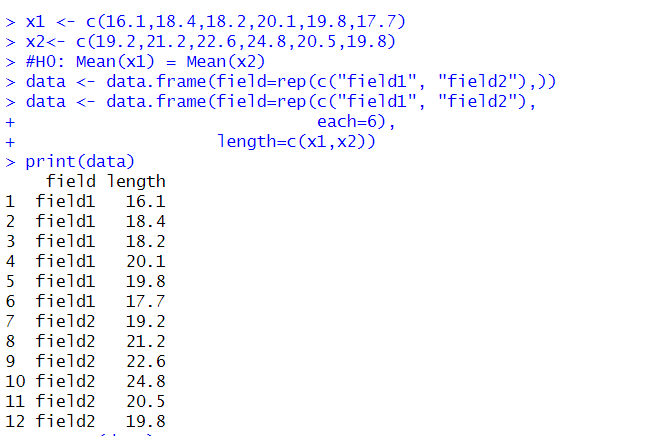 > x1 <- c(16.1,18.4,18.2,20.1,19.8,17.7)
> x2<- c(19.2,21.2,22.6,24.8,20.5,19.8)
> #H0: Mean(x1) = Mean(x2)
> data <- data.frame(field=rep(c("field1", "field2"),))
> data <- data.frame(field=rep(c("field1", "field2"),
+                              each=6),
+                    length=c(x1,x2))
> print(data)
    field length
1  field1   16.1
2  field1   18.4
3  field1   18.2
4  field1   20.1
5  field1   19.8
6  field1   17.7
7  field2   19.2
8  field2   21.2
9  field2   22.6
10 field2   24.8
11 field2   20.5
12 field2   19.8